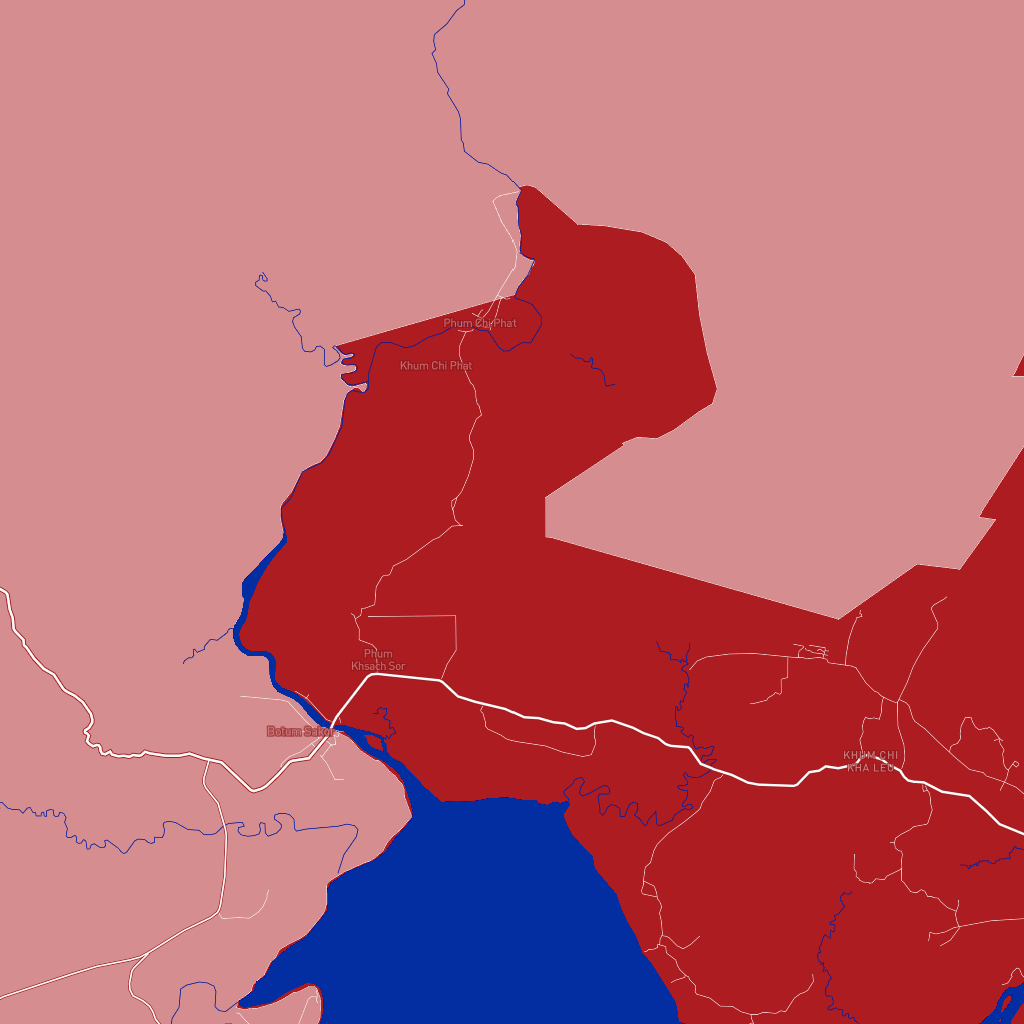 Phum Chi Phat
Khum Chi Phat
Phum
Khsach Sor
Botum Sakor
KHUM CHI
KHA LEU